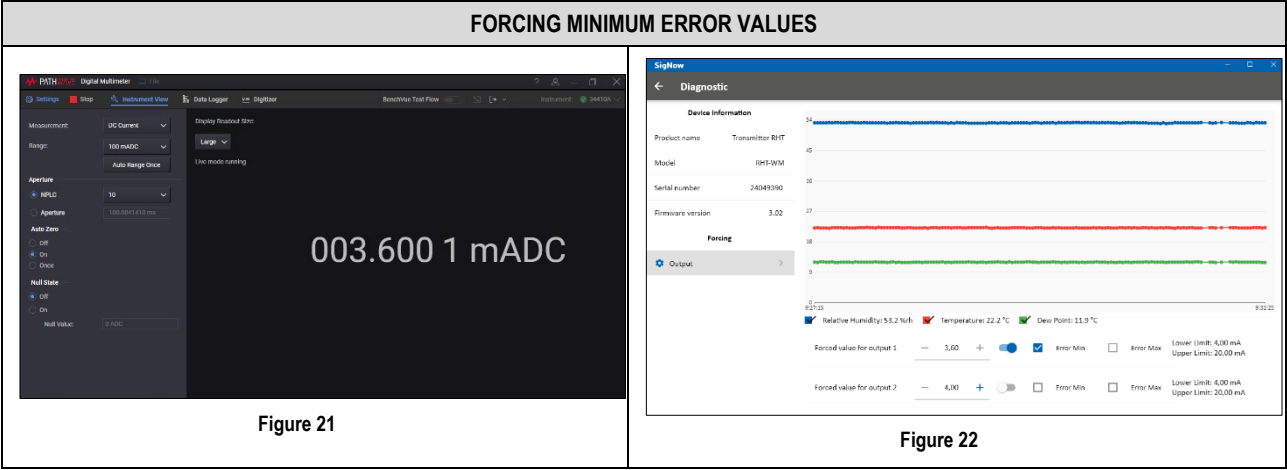 FORCING MINIMUM ERROR VALUES
PATHWAVE Digital Multimeter File
Settings Stop Instrument View Data Logger Digitizer BenchVue Test Flow Instrument: 34410A
Measurement: DC Current
Display Readout Size:
Range: 100 mADC
Large
Auto Range Once
Live mode running
Aperture
NPLC 10
Aperture 100.0041410 ms
Auto Zero
Off
On
Once
Null State
Off
On
Null Value: 0 ADC
003.600 1 mADC
Figure 21
SigNow
Diagnostic
Device Information
Product name Transmitter RHT
Model RHT-WM
Serial number 24049390
Firmware version 3.02
Forcing
Output
54
45
36
27
18
9
0
9:27:15 9:32:25
Relative Humidity: 53.2 %rh Temperature: 22.2 °C Dew Point: 11.9 °C
Forced value for output 1 — 3,60 + Error Min Error Max Lower Limit: 4,00 mA
Upper Limit: 20,00 mA
Forced value for output 2 — 4,00 + Error Min Error Max Lower Limit: 4,00 mA
Upper Limit: 20,00 mA
Figure 22